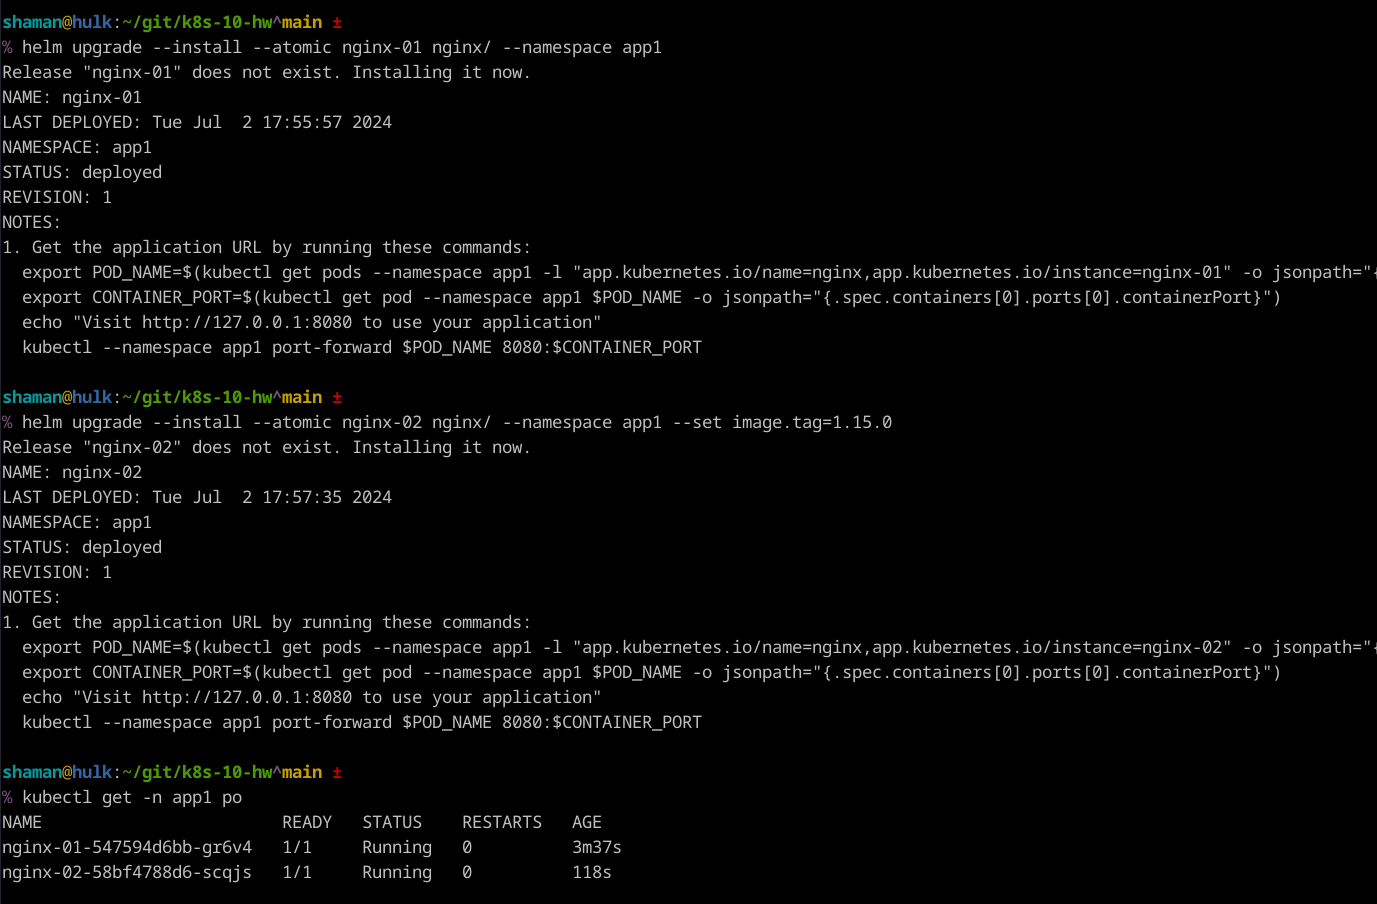 shaman@hulk:~/git/k8s-10-hw^main ±
% helm upgrade --install --atomic nginx-01 nginx/ --namespace app1
Release "nginx-01" does not exist. Installing it now.
NAME: nginx-01
LAST DEPLOYED: Tue Jul  2 17:55:57 2024
NAMESPACE: app1
STATUS: deployed
REVISION: 1
NOTES:
1. Get the application URL by running these commands:
  export POD_NAME=$(kubectl get pods --namespace app1 -l "app.kubernetes.io/name=nginx,app.kubernetes.io/instance=nginx-01" -o jsonpath="{
  export CONTAINER_PORT=$(kubectl get pod --namespace app1 $POD_NAME -o jsonpath="{.spec.containers[0].ports[0].containerPort}")
  echo "Visit http://127.0.0.1:8080 to use your application"
  kubectl --namespace app1 port-forward $POD_NAME 8080:$CONTAINER_PORT
shaman@hulk:~/git/k8s-10-hw^main ±
% helm upgrade --install --atomic nginx-02 nginx/ --namespace app1 --set image.tag=1.15.0
Release "nginx-02" does not exist. Installing it now.
NAME: nginx-02
LAST DEPLOYED: Tue Jul  2 17:57:35 2024
NAMESPACE: app1
STATUS: deployed
REVISION: 1
NOTES:
1. Get the application URL by running these commands:
  export POD_NAME=$(kubectl get pods --namespace app1 -l "app.kubernetes.io/name=nginx,app.kubernetes.io/instance=nginx-02" -o jsonpath="{
  export CONTAINER_PORT=$(kubectl get pod --namespace app1 $POD_NAME -o jsonpath="{.spec.containers[0].ports[0].containerPort}")
  echo "Visit http://127.0.0.1:8080 to use your application"
  kubectl --namespace app1 port-forward $POD_NAME 8080:$CONTAINER_PORT
shaman@hulk:~/git/k8s-10-hw^main ±
% kubectl get -n app1 po
NAME                        READY   STATUS    RESTARTS   AGE
nginx-01-547594d6bb-gr6v4   1/1     Running   0          3m37s
nginx-02-58bf4788d6-scqjs   1/1     Running   0          118s